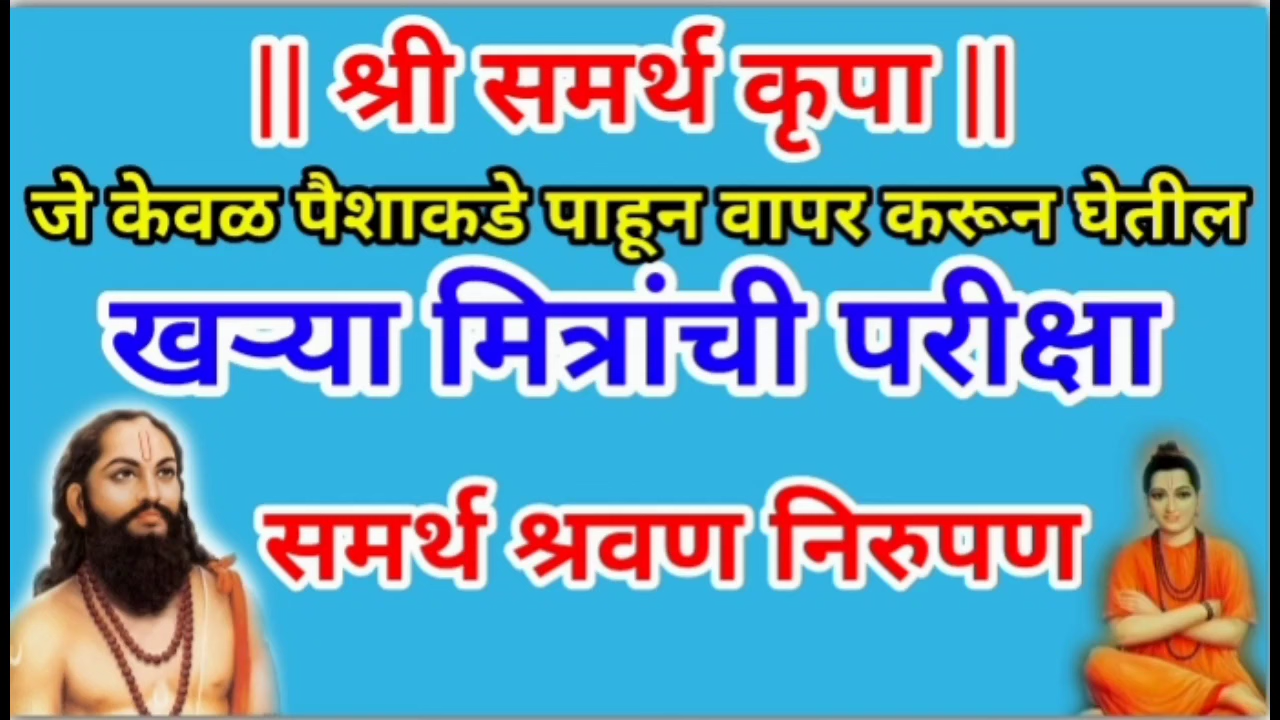 || श्री समर्थ कृपा ||
जे केवळ पैशाकडे पाहून वापर करून घेतील
खऱ्या मित्रांची परीक्षा
समर्थ श्रवण निरुपण